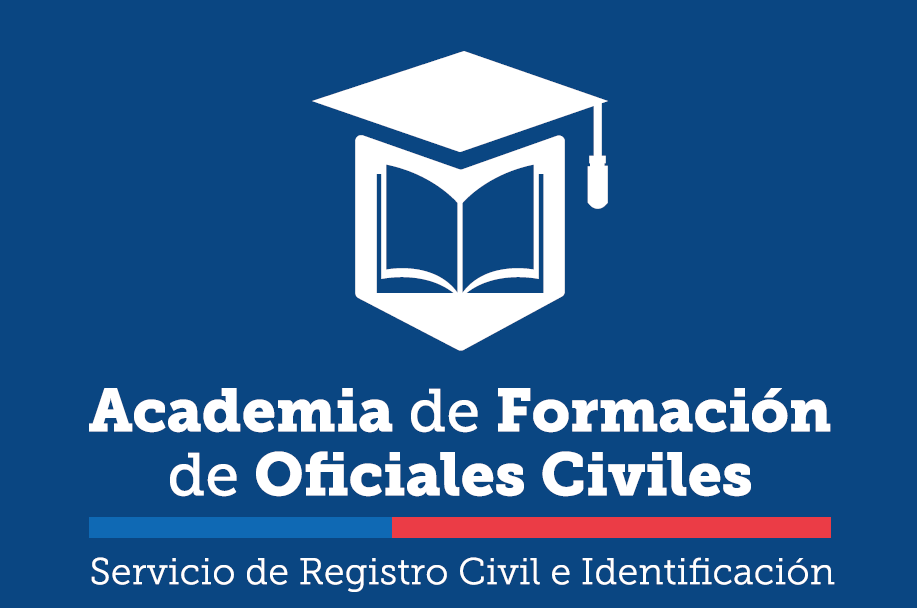 Academia de Formación
de Oficiales Civiles
Servicio de Registro Civil e Identificación